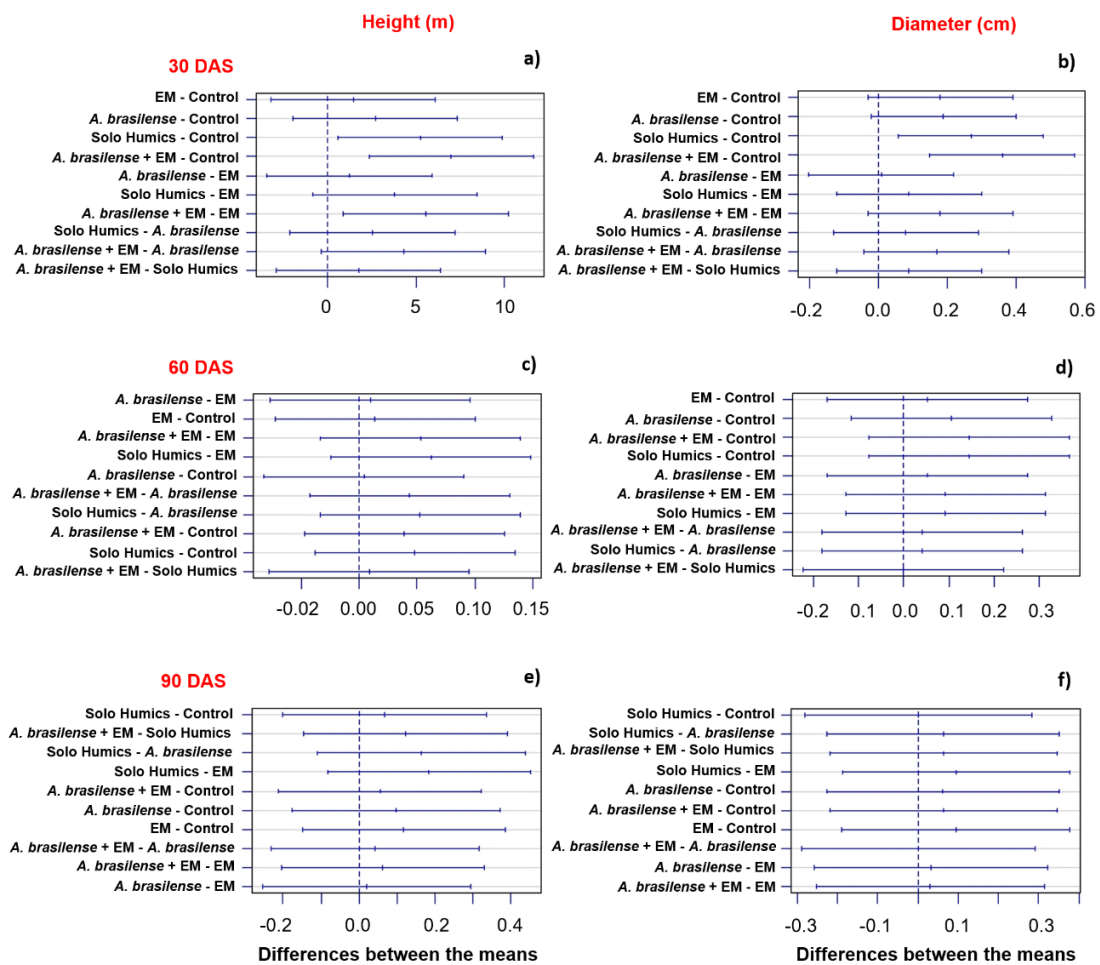 Height (m)
Diameter (cm)
30 DAS
a)
EM - Control
A. brasilense - Control
Solo Humics - Control
A. brasilense + EM - Control
A. brasilense - EM
Solo Humics - EM
A. brasilense + EM - EM
Solo Humics - A. brasilense
A. brasilense + EM - A. brasilense
A. brasilense + EM - Solo Humics
0 5 10
b)
EM - Control
A. brasilense - Control
Solo Humics - Control
A. brasilense + EM - Control
A. brasilense - EM
Solo Humics - EM
A. brasilense + EM - EM
Solo Humics - A. brasilense
A. brasilense + EM - A. brasilense
A. brasilense + EM - Solo Humics
-0.2 0.0 0.2 0.4 0.6
60 DAS
c)
A. brasilense - EM
EM - Control
A. brasilense + EM - EM
Solo Humics - EM
A. brasilense - Control
A. brasilense + EM - A. brasilense
Solo Humics - A. brasilense
A. brasilense + EM - Control
Solo Humics - Control
A. brasilense + EM - Solo Humics
-0.02 0.00 0.05 0.10 0.15
d)
EM - Control
A. brasilense - Control
A. brasilense + EM - Control
Solo Humics - Control
A. brasilense - EM
A. brasilense + EM - EM
Solo Humics - EM
A. brasilense + EM - A. brasilense
Solo Humics - A. brasilense
A. brasilense + EM - Solo Humics
-0.2 0.0 0.1 0.2 0.3
90 DAS
e)
Solo Humics - Control
A. brasilense + EM - Solo Humics
Solo Humics - A. brasilense
Solo Humics - EM
A. brasilense + EM - Control
A. brasilense - Control
EM - Control
A. brasilense + EM - A. brasilense
A. brasilense + EM - EM
A. brasilense - EM
-0.2 0.0 0.2 0.4
Differences between the means
f)
Solo Humics - Control
Solo Humics - A. brasilense
A. brasilense + EM - Solo Humics
Solo Humics - EM
A. brasilense - Control
A. brasilense + EM - Control
EM - Control
A. brasilense + EM - A. brasilense
A. brasilense - EM
A. brasilense + EM - EM
-0.3 -0.1 0.1 0.3
Differences between the means